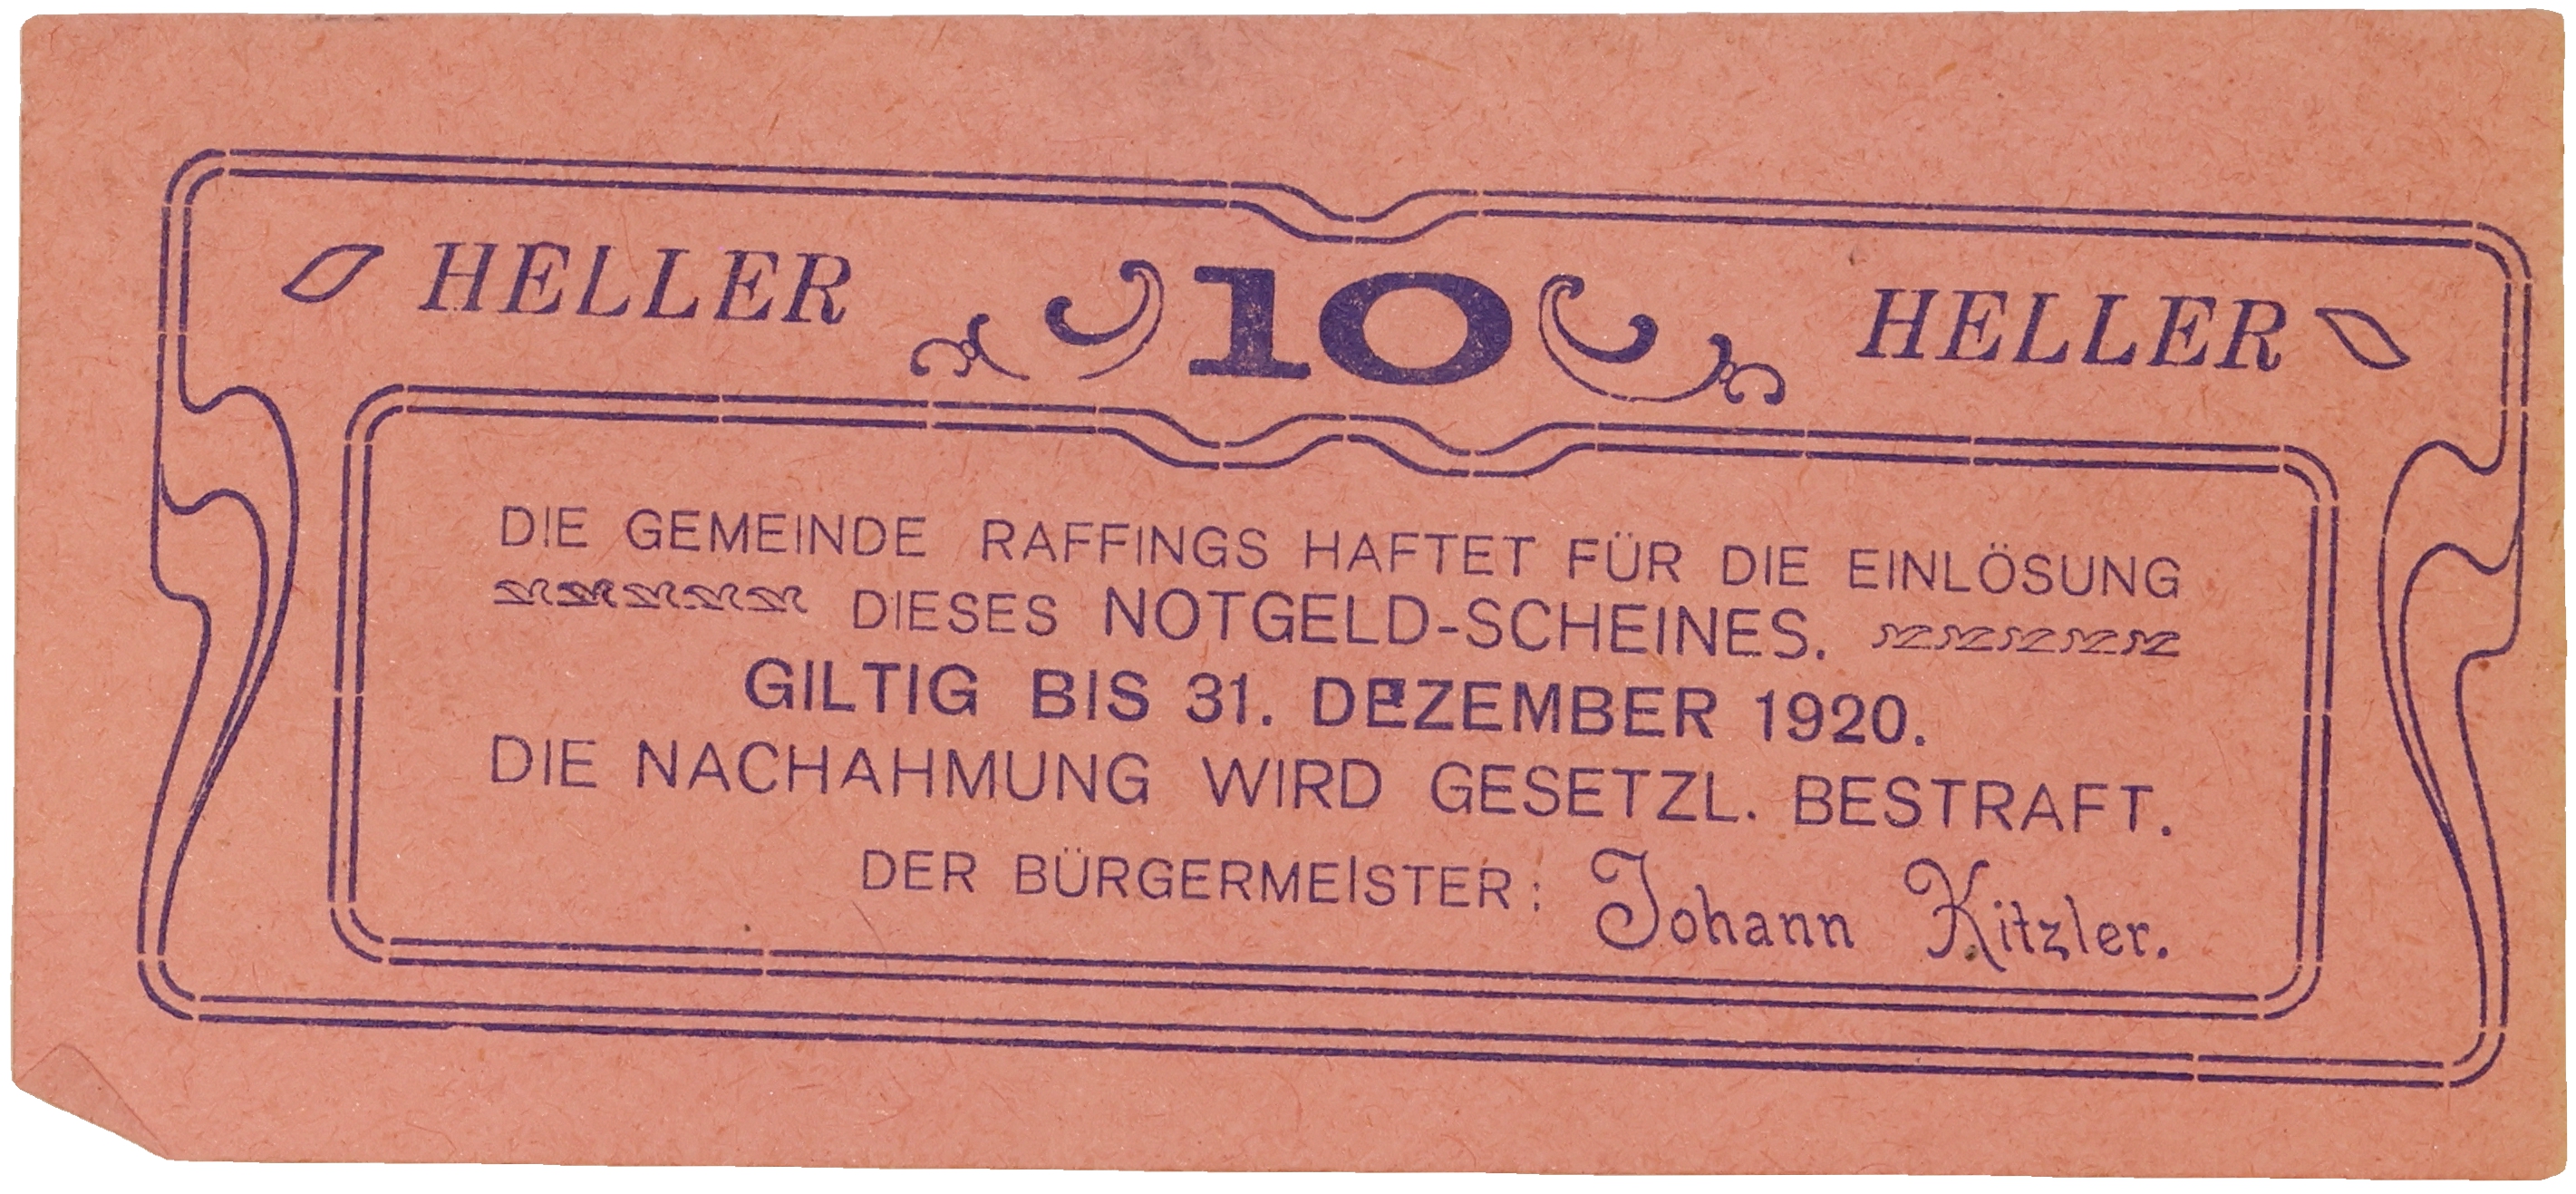 HELLER 10 HELLER
DIE GEMEINDE RAFFINGS HAFTET FÜR DIE EINLÖSUNG
DIESES NOTGELD-SCHEINES.
GILTIG BIS 31. DEZEMBER 1920.
DIE NACHAHMUNG WIRD GESETZL. BESTRAFT.
DER BÜRGERMEISTER: Johann Kitzler.